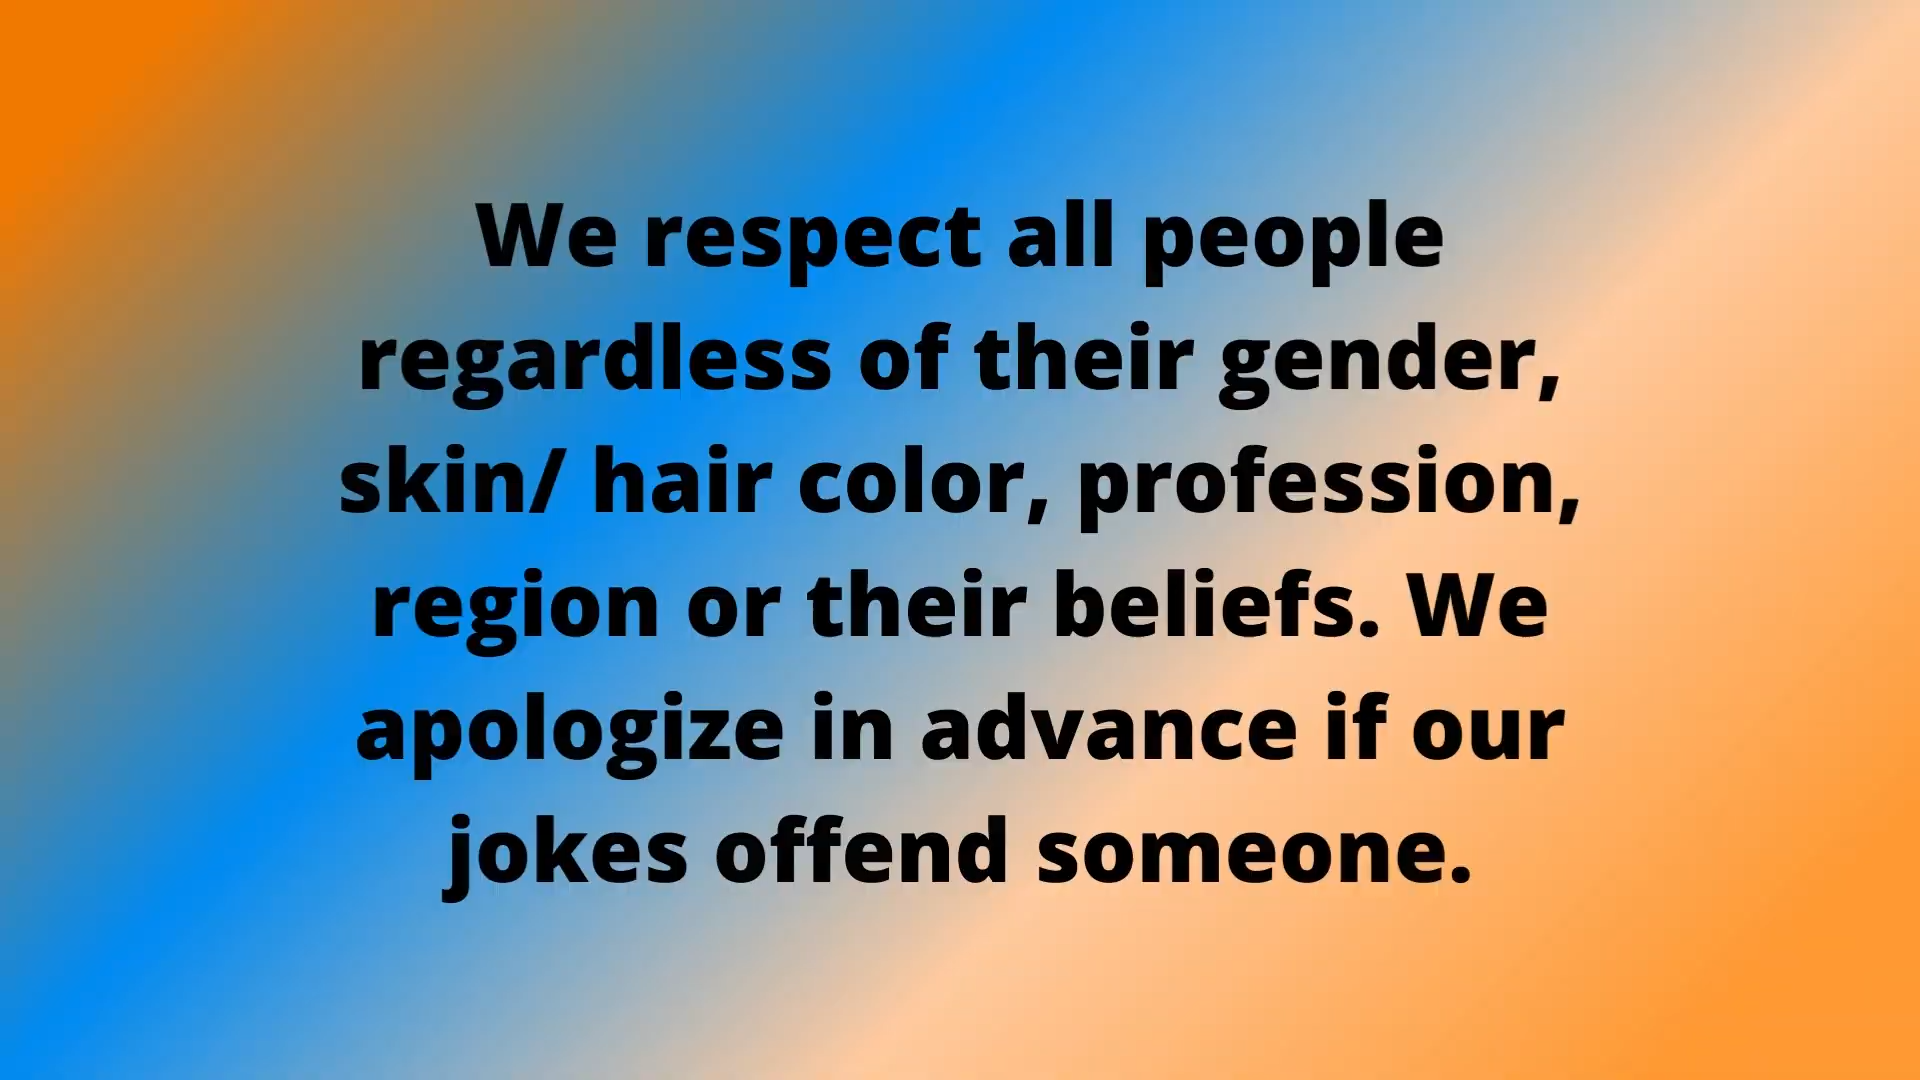 We respect all people
regardless of their gender,
skin/ hair color, profession,
region or their beliefs. We
apologize in advance if our
jokes offend someone.